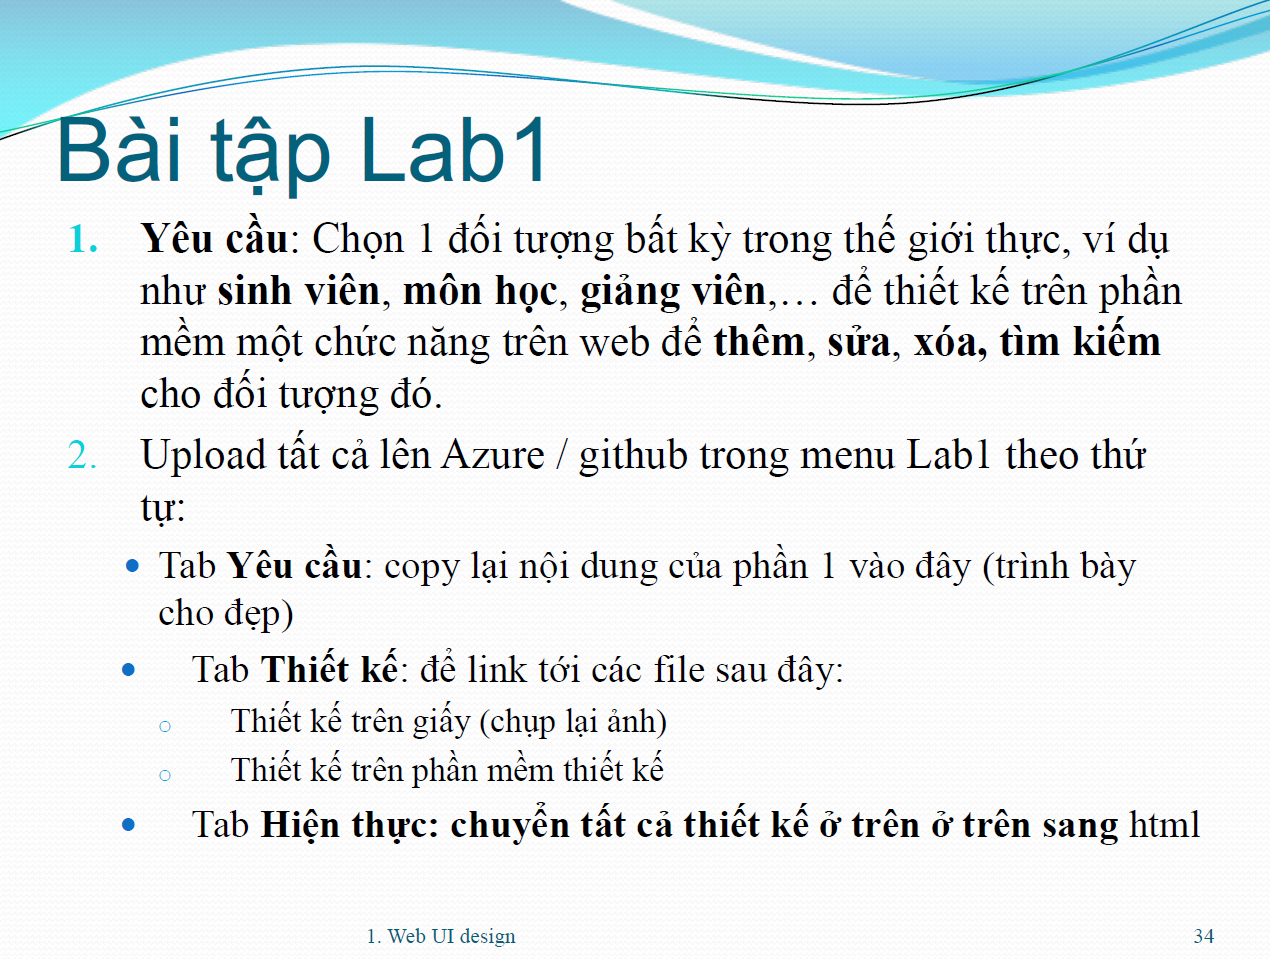 Bài tập Lab1
1. Yêu cầu: Chọn 1 đối tượng bất kỳ trong thế giới thực, ví dụ
như sinh viên, môn học, giảng viên,… để thiết kế trên phần
mềm một chức năng trên web để thêm, sửa, xóa, tìm kiếm
cho đối tượng đó.
2. Upload tất cả lên Azure / github trong menu Lab1 theo thứ
tự:
• Tab Yêu cầu: copy lại nội dung của phần 1 vào đây (trình bày
cho đẹp)
• Tab Thiết kế: để link tới các file sau đây:
○ Thiết kế trên giấy (chụp lại ảnh)
○ Thiết kế trên phần mềm thiết kế
• Tab Hiện thực: chuyển tất cả thiết kế ở trên ở trên sang html
1. Web UI design 34